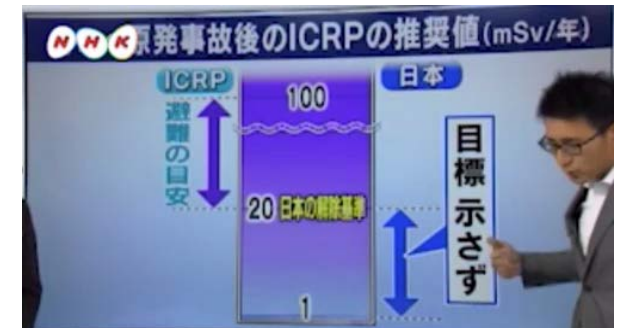 NHK
原発事故後のICRPの推奨値(mSv/年)
ICRP
日本
100
避難の目安
20 日本の解除基準
目標 示さず
1